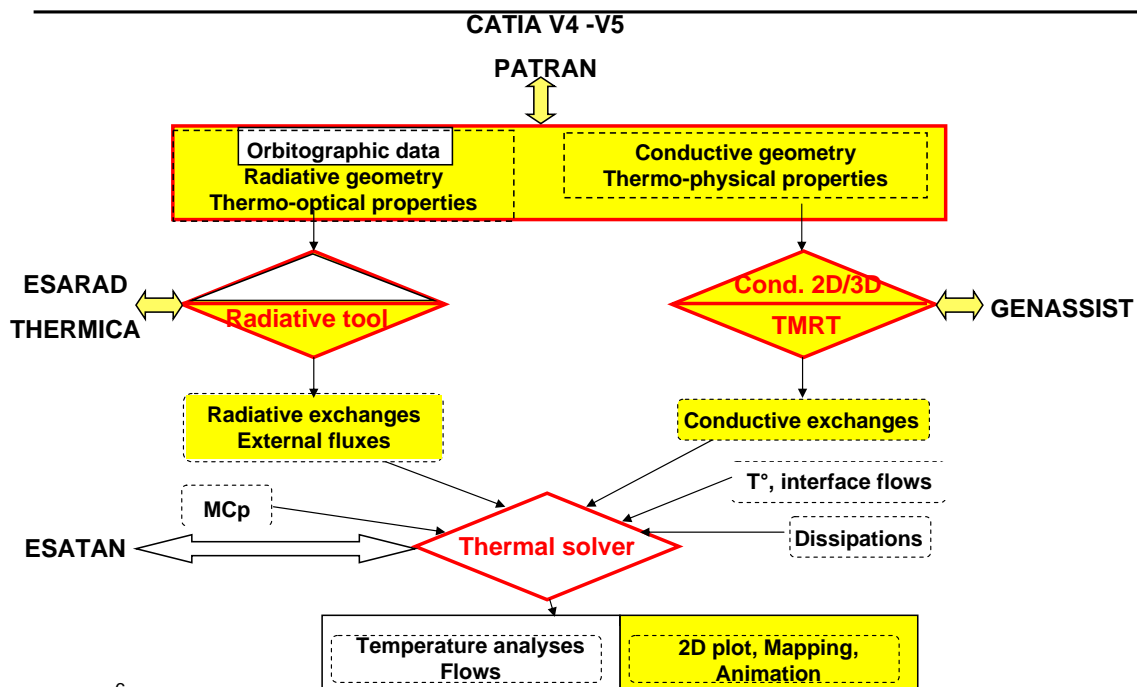 CATIA V4 -V5
PATRAN
Orbitographic data
Radiative geometry
Thermo-optical properties
Conductive geometry
Thermo-physical properties
ESARAD
THERMICA
Radiative tool
Cond. 2D/3D
TMRT
GENASSIST
Radiative exchanges
External fluxes
Conductive exchanges
T°, interface flows
MCp
Dissipations
ESATAN
Thermal solver
Temperature analyses
Flows
2D plot, Mapping,
Animation